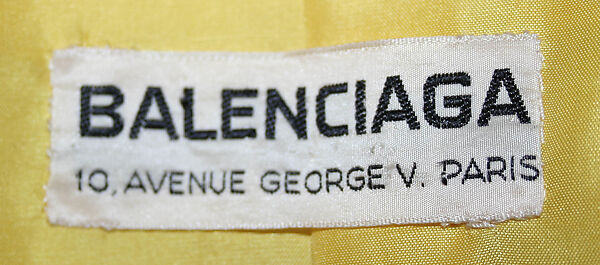 BALENCIAGA
10, AVENUE GEORGE V. PARIS